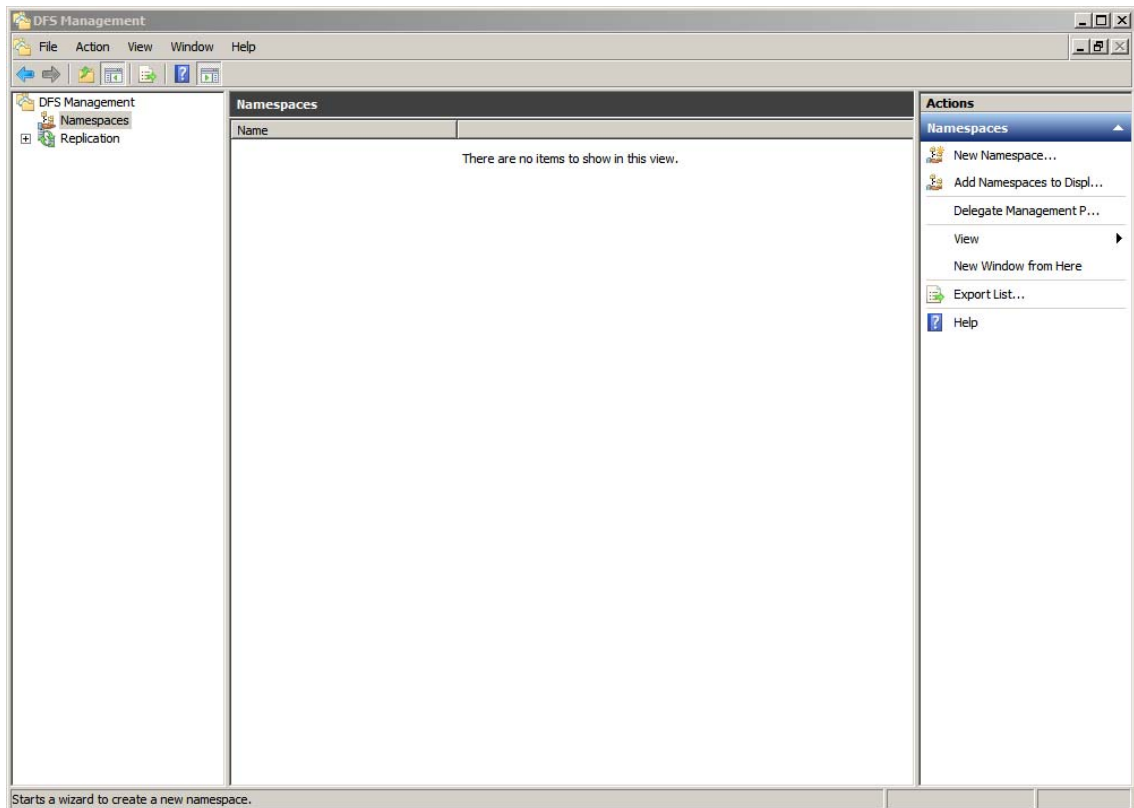 DFS Management
File Action View Window Help
DFS Management
Namespaces
Replication
Namespaces
Name
There are no items to show in this view.
Actions
Namespaces
New Namespace...
Add Namespaces to Displ...
Delegate Management P...
View
New Window from Here
Export List...
Help
Starts a wizard to create a new namespace.